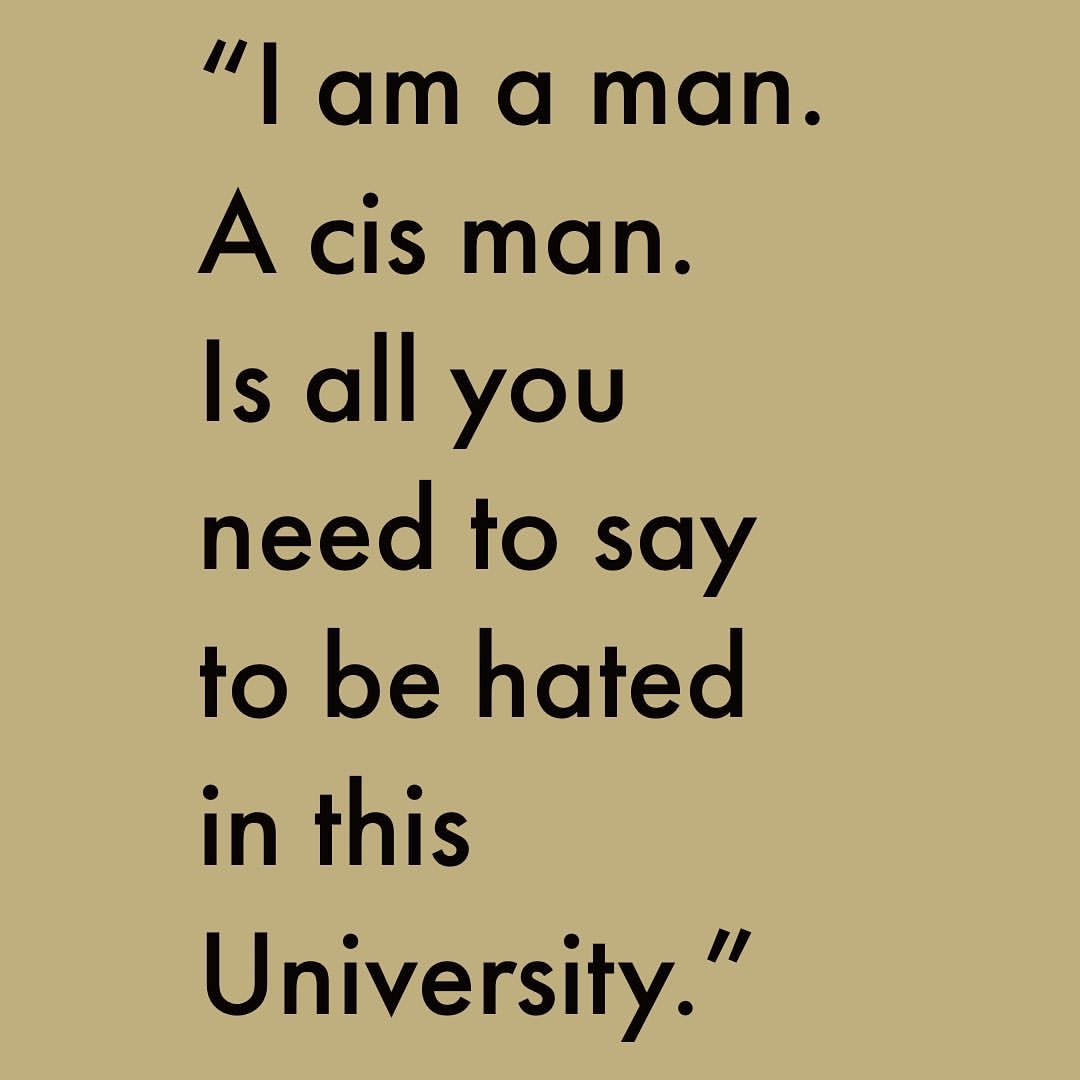 “I am a man.
A cis man.
Is all you
need to say
to be hated
in this
University.”